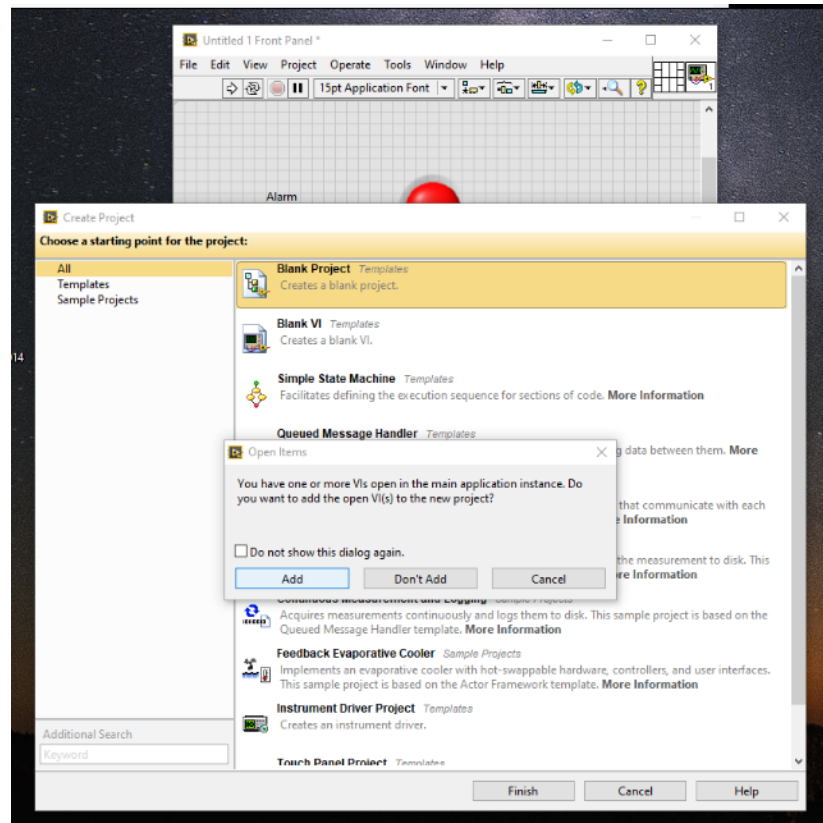 Untitled 1 Front Panel *
File Edit View Project Operate Tools Window Help
15pt Application Font
1
Alarm
Create Project
Choose a starting point for the project:
All
Templates
Sample Projects
14
Blank Project Templates
Creates a blank project.
Blank VI Templates
Creates a blank VI.
Simple State Machine Templates
Facilitates defining the execution sequence for sections of code. More Information
Queued Message Handler Templates
g data between them. More
Open Items
You have one or more VIs open in the main application instance. Do
you want to add the open VI(s) to the new project?
that communicate with each
Information
Do not show this dialog again.
the measurement to disk. This
re Information
Add Don't Add Cancel
Continuous Measurement and Logging Sample Projects
Acquires measurements continuously and logs them to disk. This sample project is based on the
Queued Message Handler template. More Information
Feedback Evaporative Cooler Sample Projects
Implements an evaporative cooler with hot-swappable hardware, controllers, and user interfaces.
This sample project is based on the Actor Framework template. More Information
Instrument Driver Project Templates
Creates an instrument driver.
Touch Panel Project Templates
Additional Search
Keyword
Finish Cancel Help